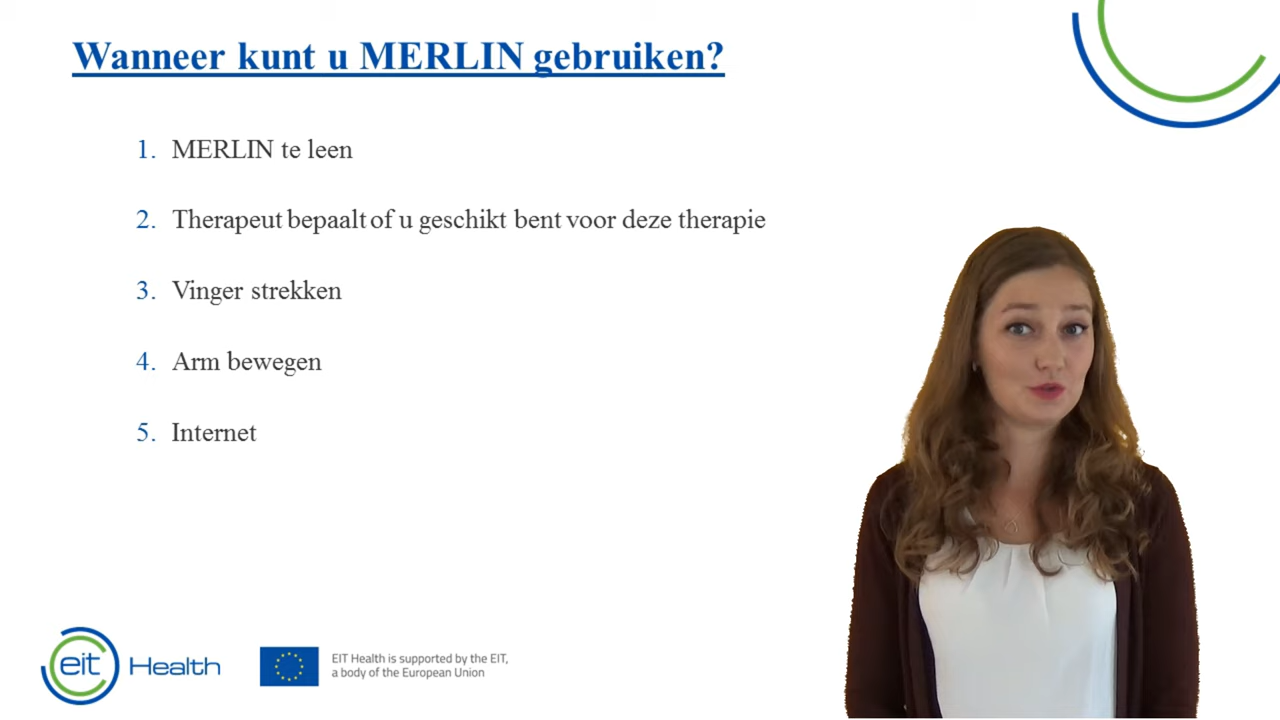 Wanneer kunt u MERLIN gebruiken?
1. MERLIN te leen
2. Therapeut bepaalt of u geschikt bent voor deze therapie
3. Vinger strekken
4. Arm bewegen
5. Internet
eit Health
EIT Health is supported by the EIT,
a body of the European Union